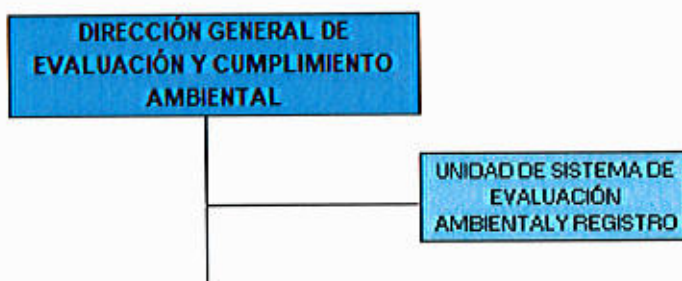 DIRECCIÓN GENERAL DE
EVALUACIÓN Y CUMPLIMIENTO
AMBIENTAL
UNIDAD DE SISTEMA DE
EVALUACIÓN
AMBIENTALY REGISTRO